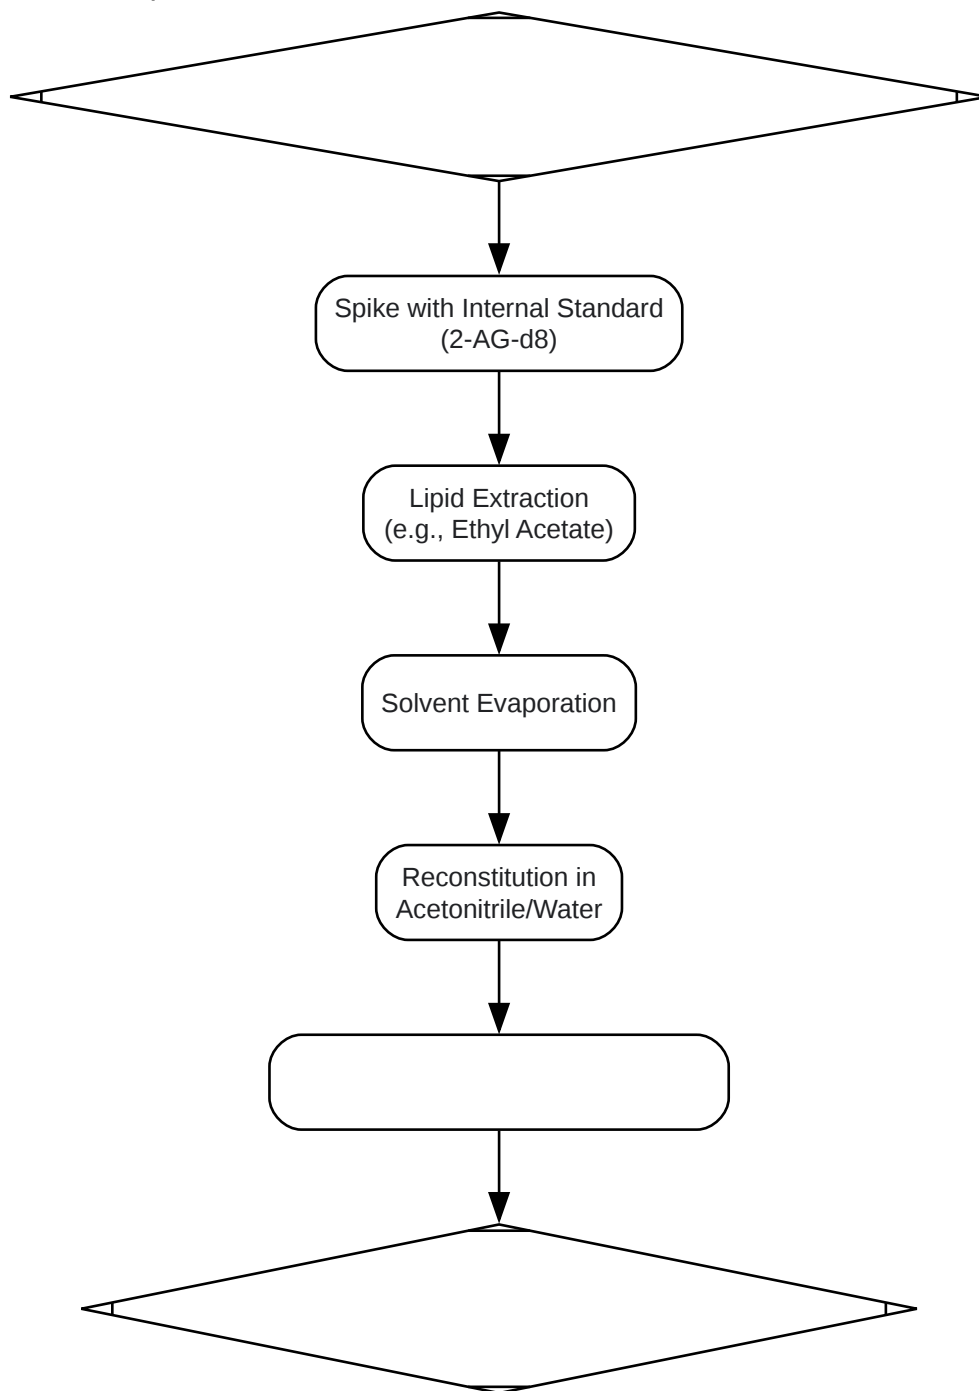 Spike with Internal Standard
(2-AG-d8)
Lipid Extraction
(e.g., Ethyl Acetate)
Solvent Evaporation
Reconstitution in
Acetonitrile/Water